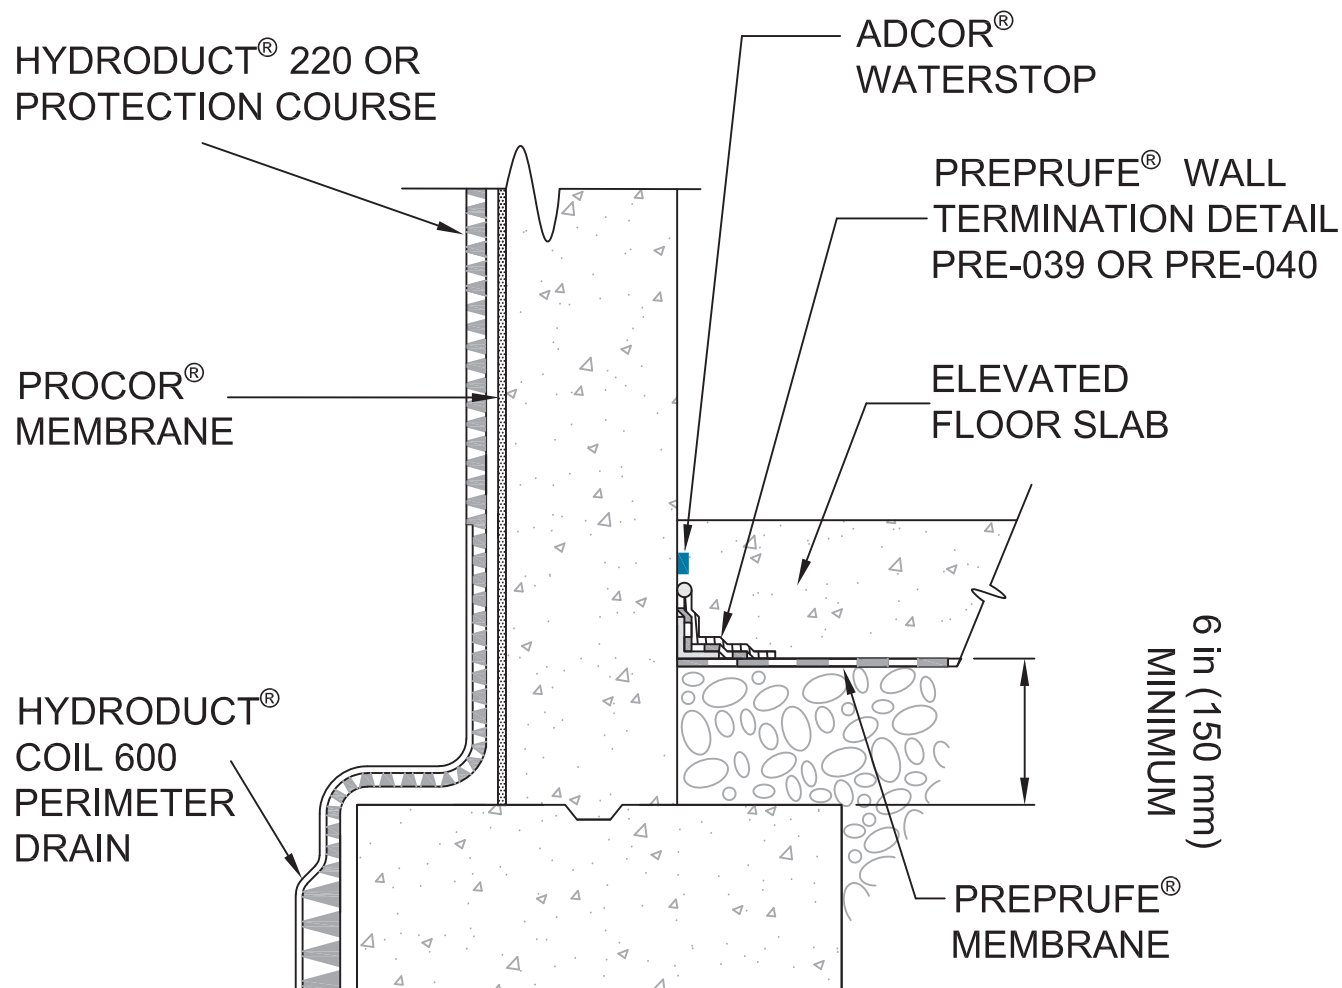 HYDRODUCT® 220 OR
PROTECTION COURSE
ADCOR®
WATERSTOP
PREPRUFE® WALL
TERMINATION DETAIL
PRE-039 OR PRE-040
PROCOR®
MEMBRANE
ELEVATED
FLOOR SLAB
6 in (150 mm)
MINIMUM
HYDRODUCT®
COIL 600
PERIMETER
DRAIN
PREPRUFE®
MEMBRANE